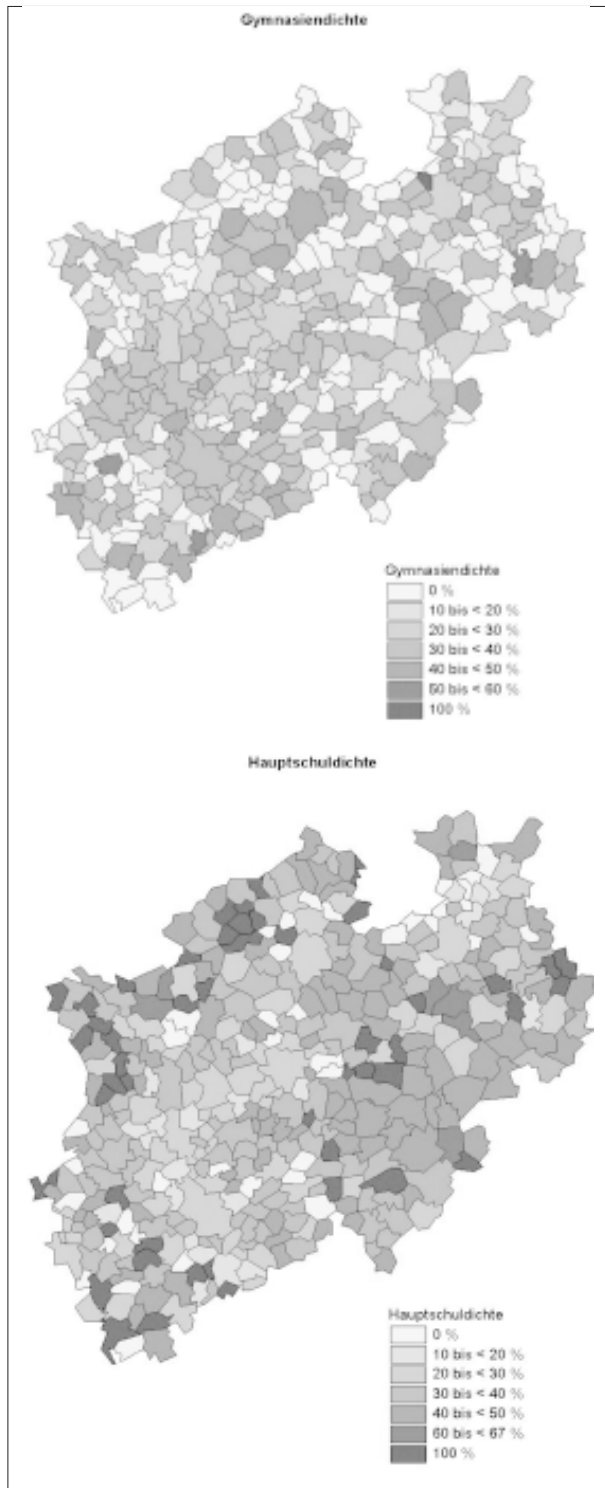 Gymnasiendichte
Gymnasiendichte
0 %
10 bis < 20 %
20 bis < 30 %
30 bis < 40 %
40 bis < 50 %
50 bis < 60 %
100 %
Hauptschuldichte
Hauptschuldichte
0 %
10 bis < 20 %
20 bis < 30 %
30 bis < 40 %
40 bis < 50 %
60 bis < 67 %
100 %